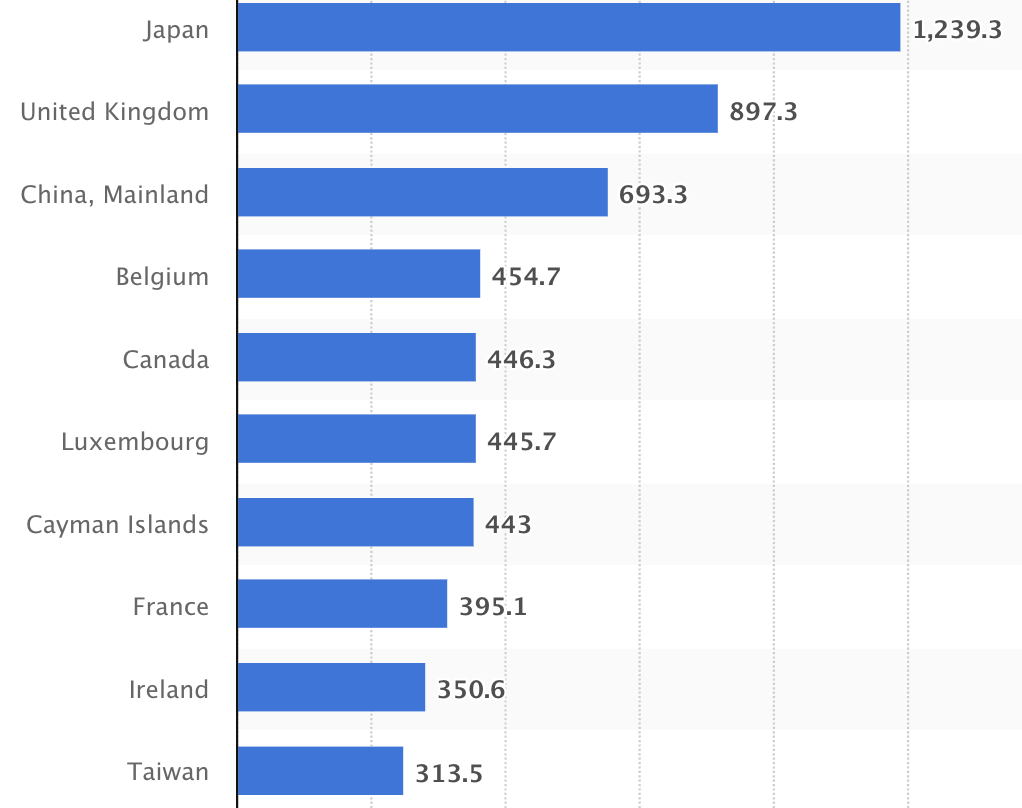 Japan 1,239.3
United Kingdom 897.3
China, Mainland 693.3
Belgium 454.7
Canada 446.3
Luxembourg 445.7
Cayman Islands 443
France 395.1
Ireland 350.6
Taiwan 313.5